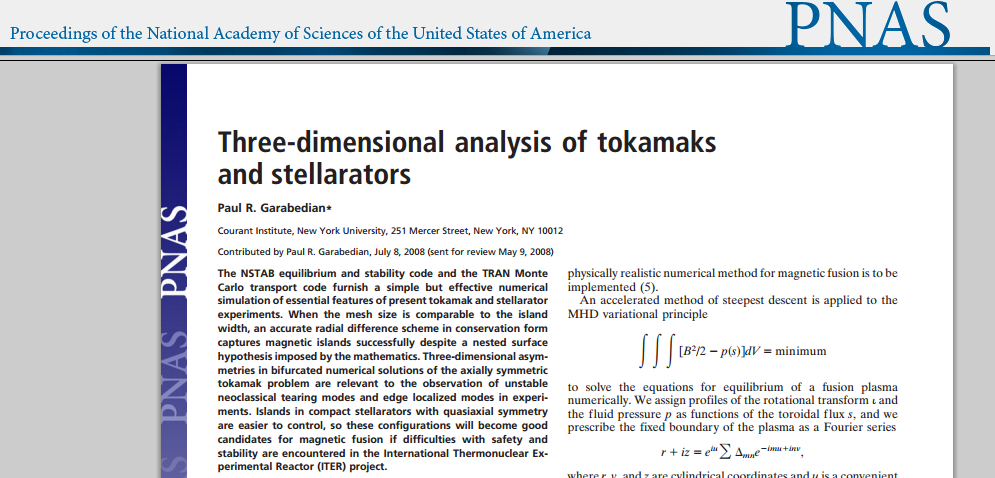 Proceedings of the National Academy of Sciences of the United States of America
PNAS
PNAS
PNAS
PNAS
Three-dimensional analysis of tokamaks
and stellarators
Paul R. Garabedian*
Courant Institute, New York University, 251 Mercer Street, New York, NY 10012
Contributed by Paul R. Garabedian, July 8, 2008 (sent for review May 9, 2008)
The NSTAB equilibrium and stability code and the TRAN Monte
Carlo transport code furnish a simple but effective numerical
simulation of essential features of present tokamak and stellarator
experiments. When the mesh size is comparable to the island
width, an accurate radial difference scheme in conservation form
captures magnetic islands successfully despite a nested surface
hypothesis imposed by the mathematics. Three-dimensional asym-
metries in bifurcated numerical solutions of the axially symmetric
tokamak problem are relevant to the observation of unstable
neoclassical tearing modes and edge localized modes in experi-
ments. Islands in compact stellarators with quasiaxial symmetry
are easier to control, so these configurations will become good
candidates for magnetic fusion if difficulties with safety and
stability are encountered in the International Thermonuclear Ex-
perimental Reactor (ITER) project.
physically realistic numerical method for magnetic fusion is to be
implemented (5).
An accelerated method of steepest descent is applied to the
MHD variational principle
∫∫∫ [B²/2 − p(s)]dV = minimum
to solve the equations for equilibrium of a fusion plasma
numerically. We assign profiles of the rotational transform ι and
the fluid pressure p as functions of the toroidal flux s, and we
prescribe the fixed boundary of the plasma as a Fourier series
r + iz = e^{iu} ∑ Δ_{mn}e^{−imu+inv},
where r, v, and z are cylindrical coordinates and u is a convenient